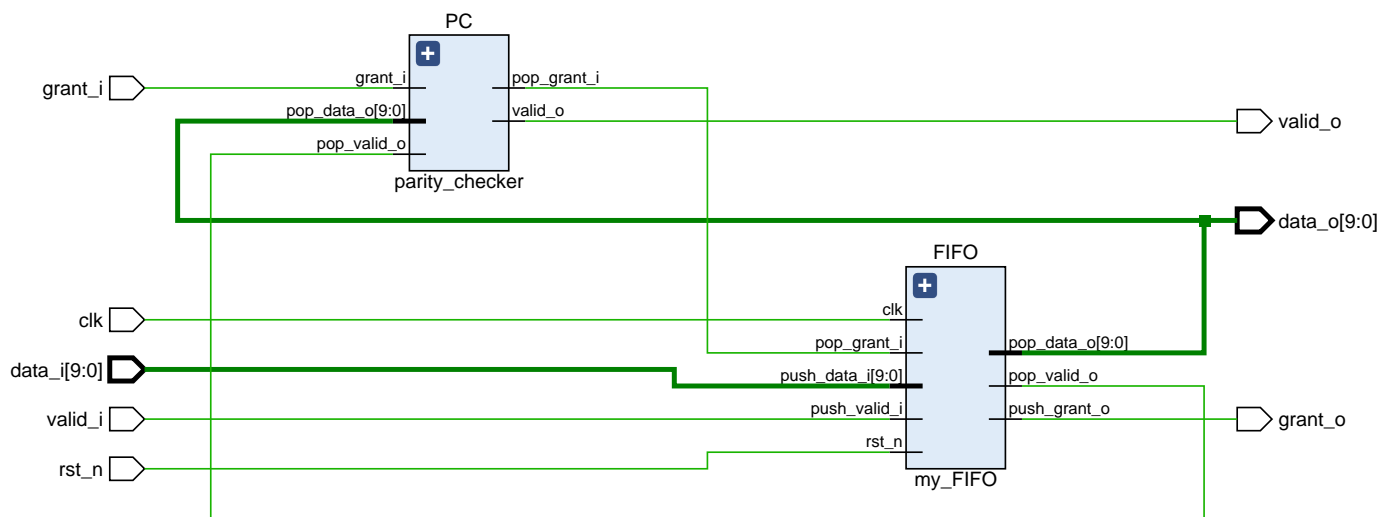 PC
grant_i
grant_i
pop_grant_i
pop_data_o[9:0]
valid_o
valid_o
pop_valid_o
parity_checker
data_o[9:0]
FIFO
clk
clk
pop_grant_i
pop_data_o[9:0]
data_i[9:0]
push_data_i[9:0]
pop_valid_o
valid_i
push_valid_i
push_grant_o
grant_o
rst_n
rst_n
my_FIFO